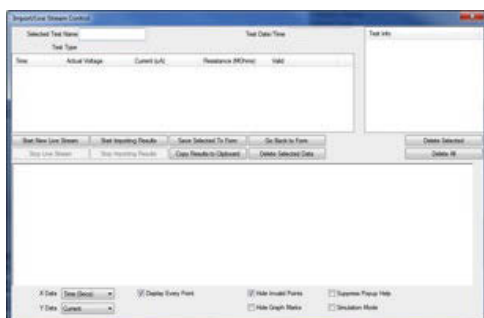 Import/Live Stream Control
Selected Test Name
Test Date/Time
Test Info
Test Type
Time Actual Voltage Current (uA) Resistance (MOhms) Valid
Start New Live Stream Start Importing Results Save Selected To Form Go Back to Form Delete Selected
Stop Live Stream Stop Importing Results Copy Results to Clipboard Delete Selected Data Delete All
X Data Time (Secs) Display Every Point Hide Invalid Points Suppress Popup Help
Y Data Current Hide Graph Marks Simulation Mode